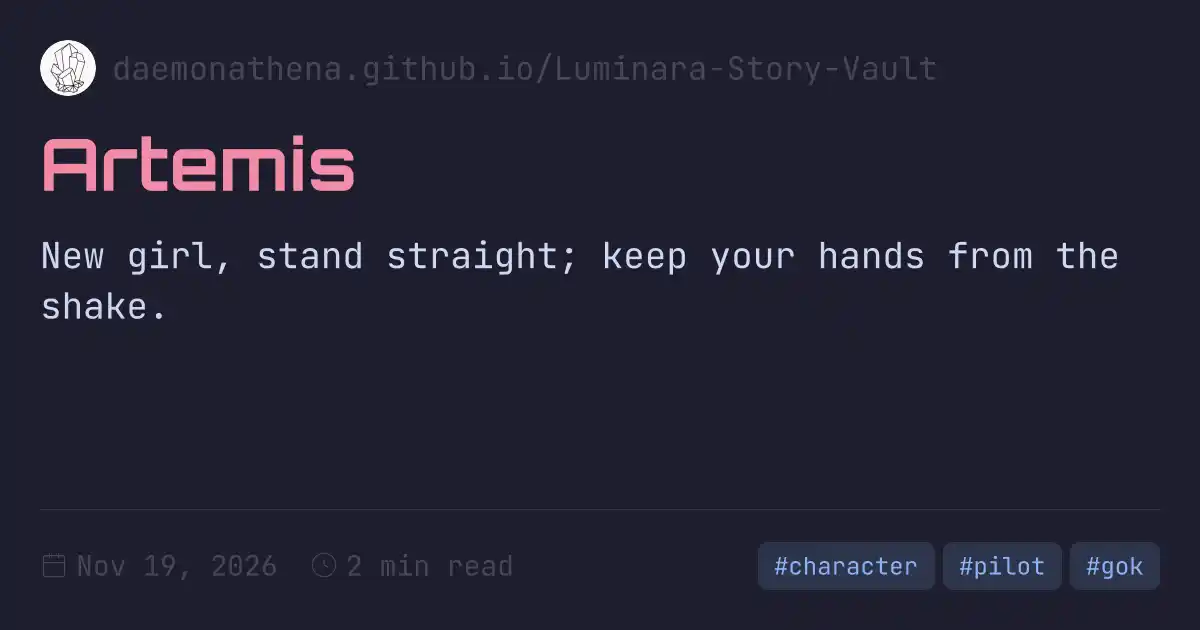 daemonathena.github.io/Luminara-Story-Vault
Artemis
New girl, stand straight; keep your hands from the
shake.
Nov 19, 2026 2 min read #character #pilot #gok